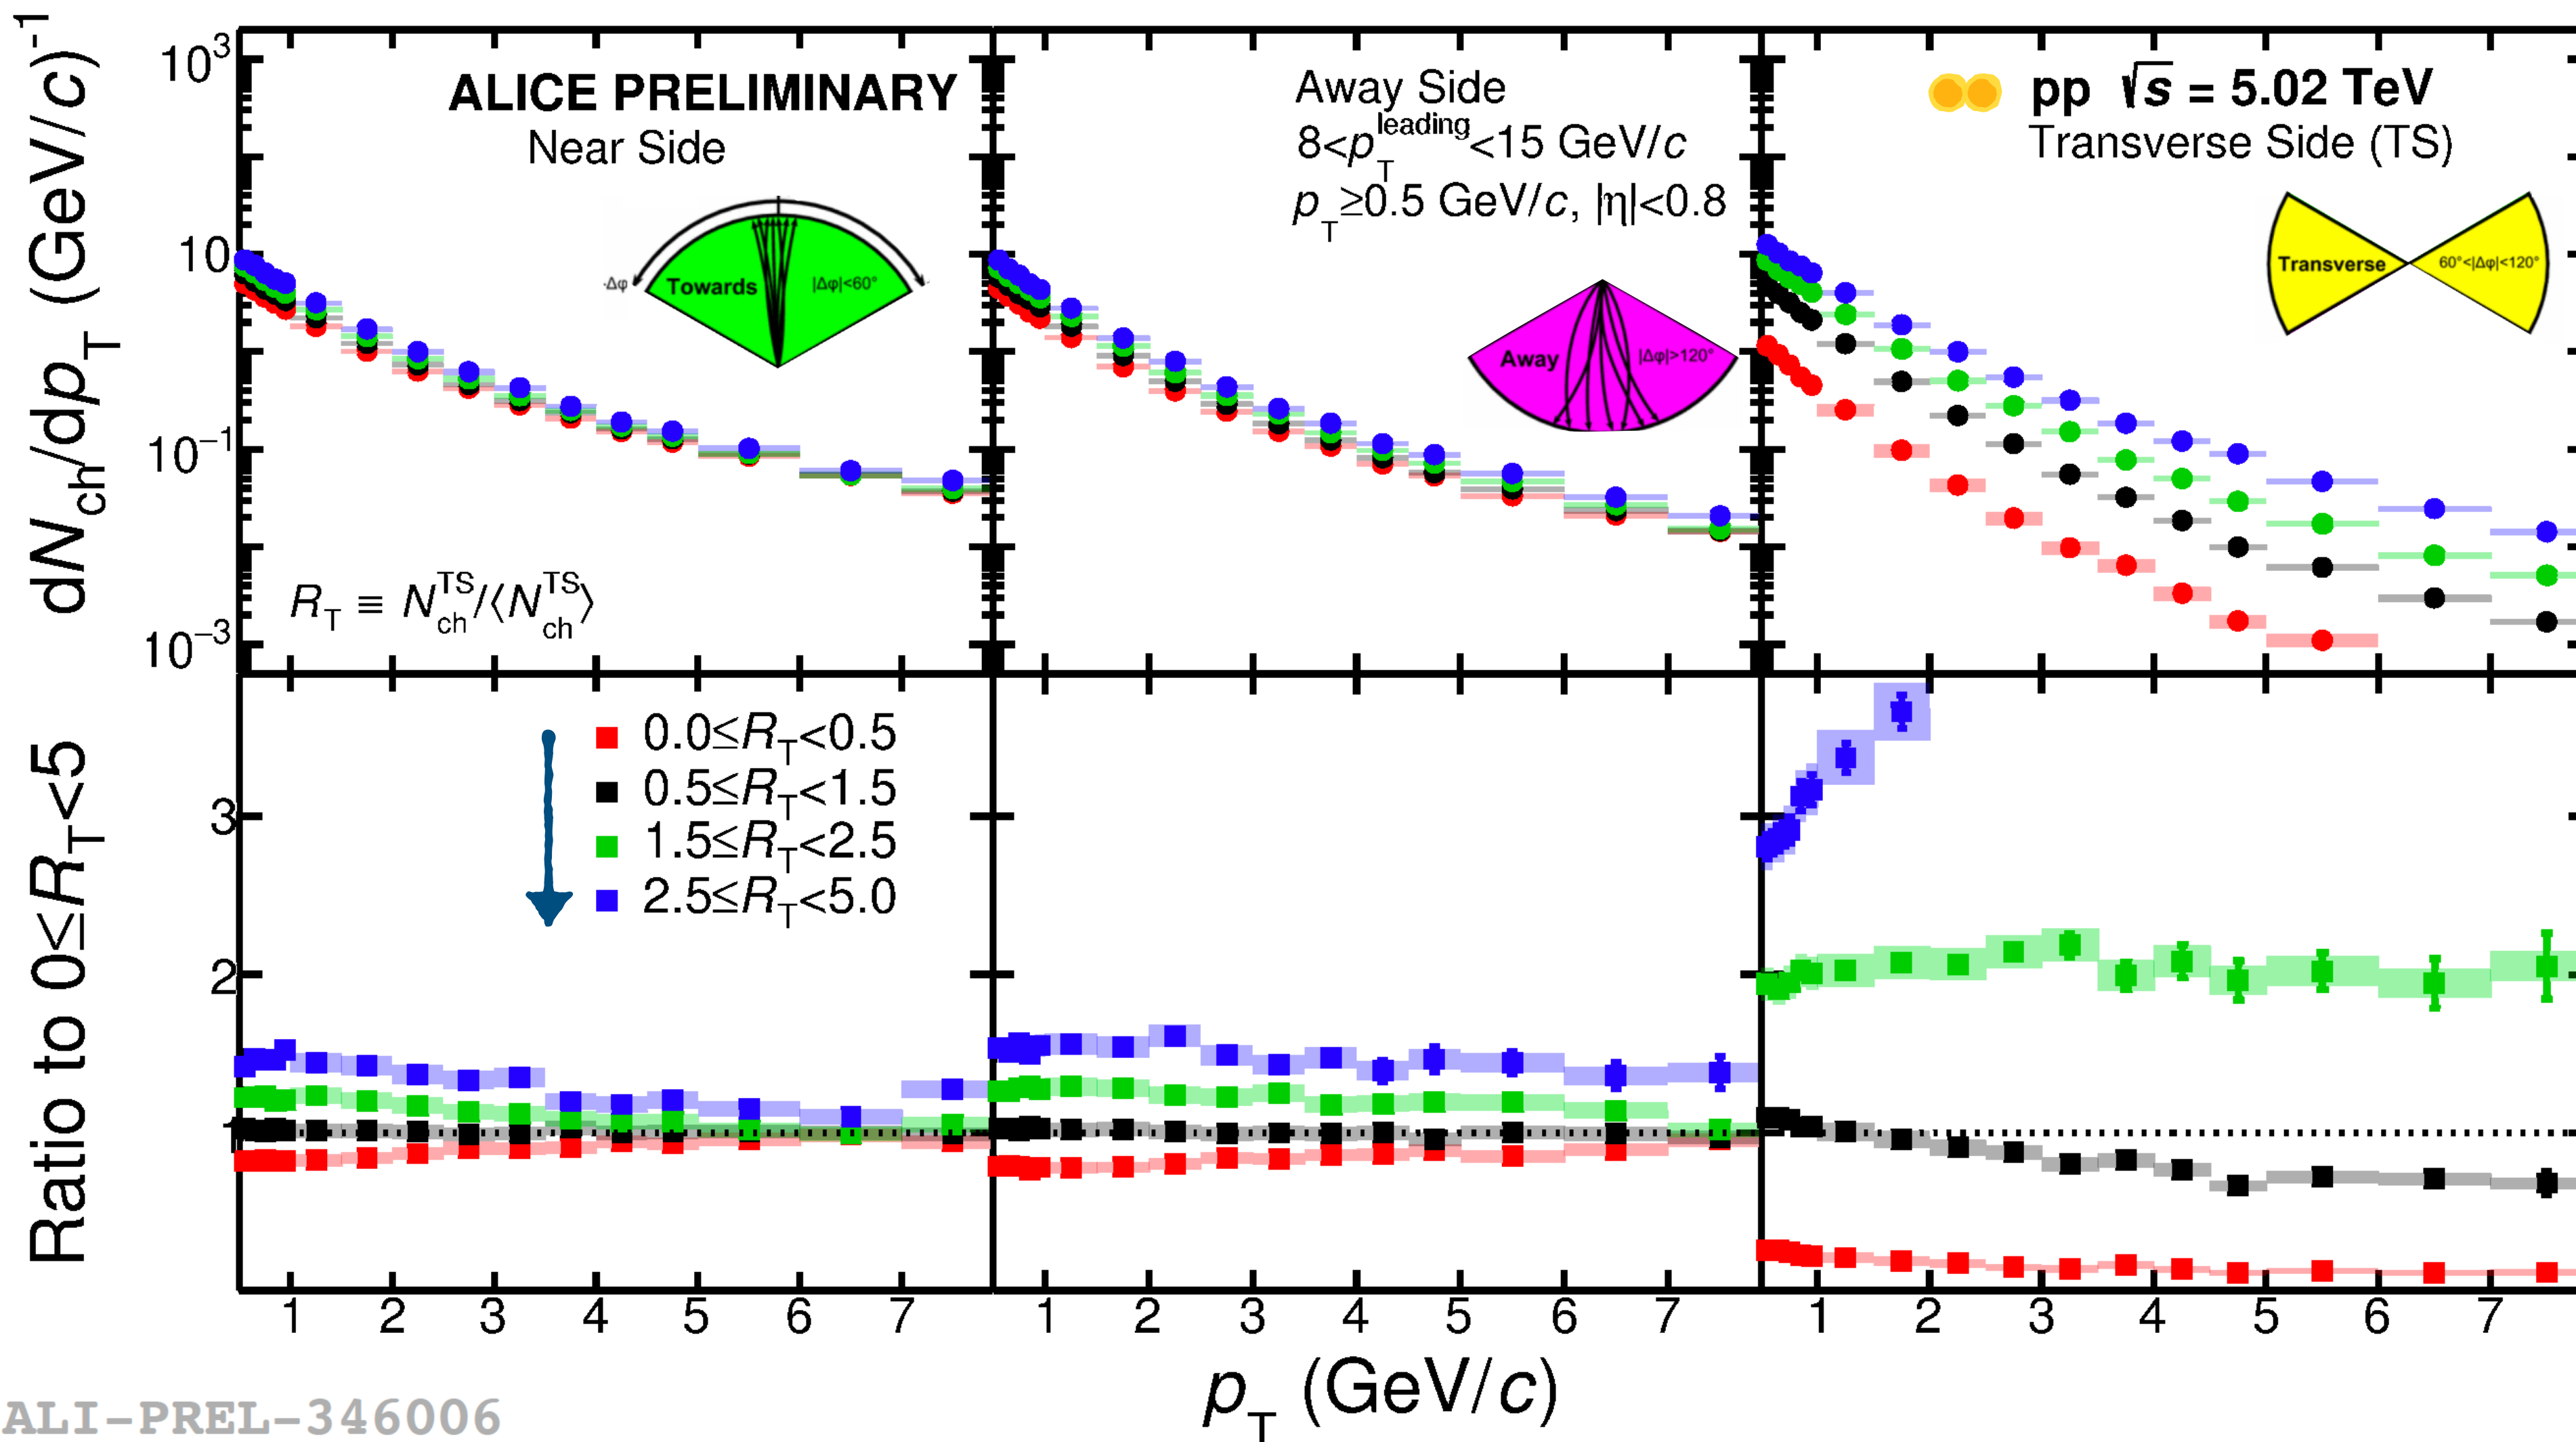 dN_ch/dp_T (GeV/c)^-1
10^3
10
10^−1
10^−3
ALICE PRELIMINARY
Near Side
-Δφ
Towards
|Δφ|<60°
R_T ≡ N_ch^TS/⟨N_ch^TS⟩
Away Side
8<p_T^leading<15 GeV/c
p_T≥0.5 GeV/c, |η|<0.8
Away
|Δφ|>120°
pp √s = 5.02 TeV
Transverse Side (TS)
Transverse
60°<|Δφ|<120°
Ratio to 0≤R_T<5
3
2
1
0.0≤R_T<0.5
0.5≤R_T<1.5
1.5≤R_T<2.5
2.5≤R_T<5.0
1 2 3 4 5 6 7
1 2 3 4 5 6 7
1 2 3 4 5 6 7
p_T (GeV/c)
ALI-PREL-346006